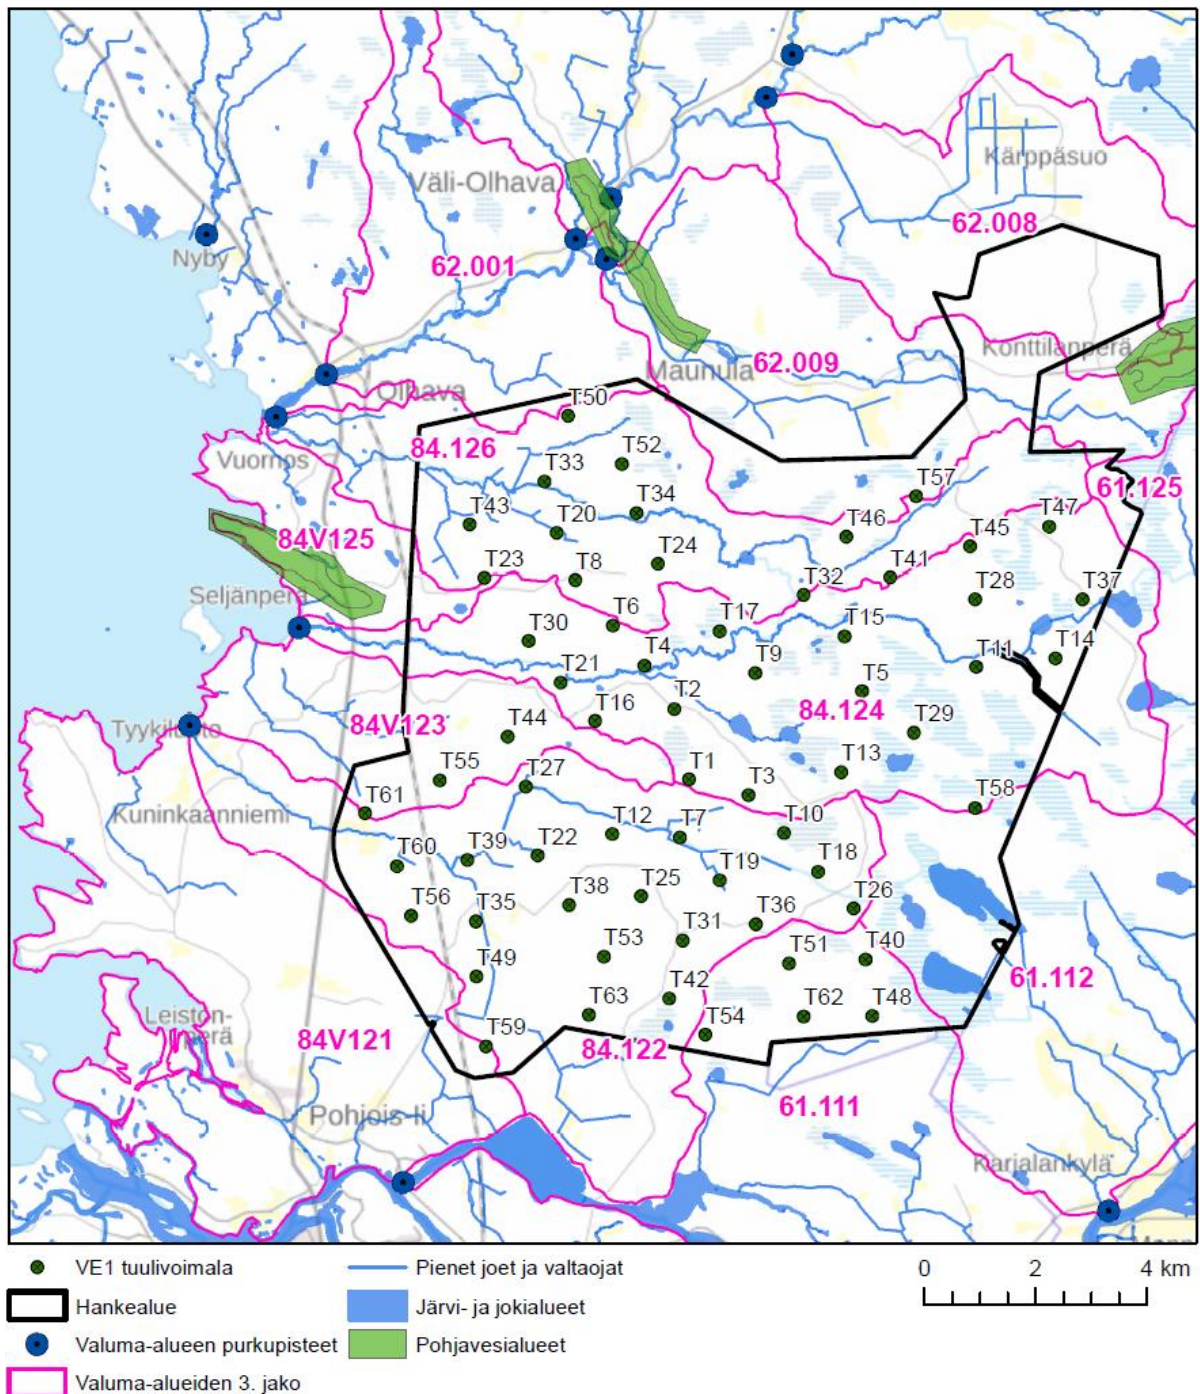 Kärppäsuo
Väli-Olhava
62.008
Nyby
62.001
Konttilanperä
62.009
Maunula
Olhava
T50
84.126
Vuornos
T52
T33
T57
61.125
T43
T34
T47
T20
T46
T45
84V125
T24
T23
T8
T32
T41
T28
T37
Seljänperä
T6
T17
T15
T30
T4
T11
T14
T9
T21
T5
T2
84.124
T16
T29
84V123
T44
T55
T1
T13
T27
T3
T58
T61
Kuninkaanniemi
T12
T7
T10
T60
T39
T22
T19
T18
T38
T25
T26
T56
T35
T36
T31
T53
T51
T40
T49
61.112
T42
T63
T62
T48
Leiston-
perä
T54
84V121
T59
84.122
61.111
Pohjois-Ii
Karjalankylä
VE1 tuulivoimala
Pienet joet ja valtaojat
0 2 4 km
Hankealue
Järvi- ja jokialueet
Valuma-alueen purkupisteet
Pohjavesialueet
Valuma-alueiden 3. jako